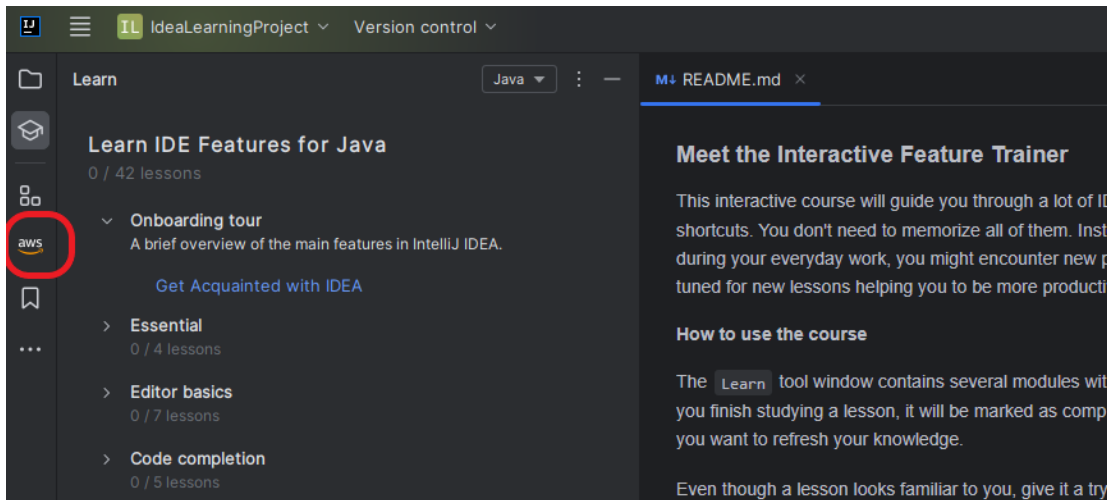 IJ
IL IdeaLearningProject Version control
Learn
Java
Learn IDE Features for Java
0 / 42 lessons
Onboarding tour
A brief overview of the main features in IntelliJ IDEA.
Get Acquainted with IDEA
Essential
0 / 4 lessons
Editor basics
0 / 7 lessons
Code completion
0 / 5 lessons
aws
M↓ README.md ×
Meet the Interactive Feature Trainer
This interactive course will guide you through a lot of
shortcuts. You don't need to memorize all of them.
during your everyday work, you might encounter new
tuned for new lessons helping you to be more
How to use the course
The Learn tool window contains several modules
you finish studying a lesson, it will be marked as
you want to refresh your knowledge.
Even though a lesson looks familiar to you, give it a try